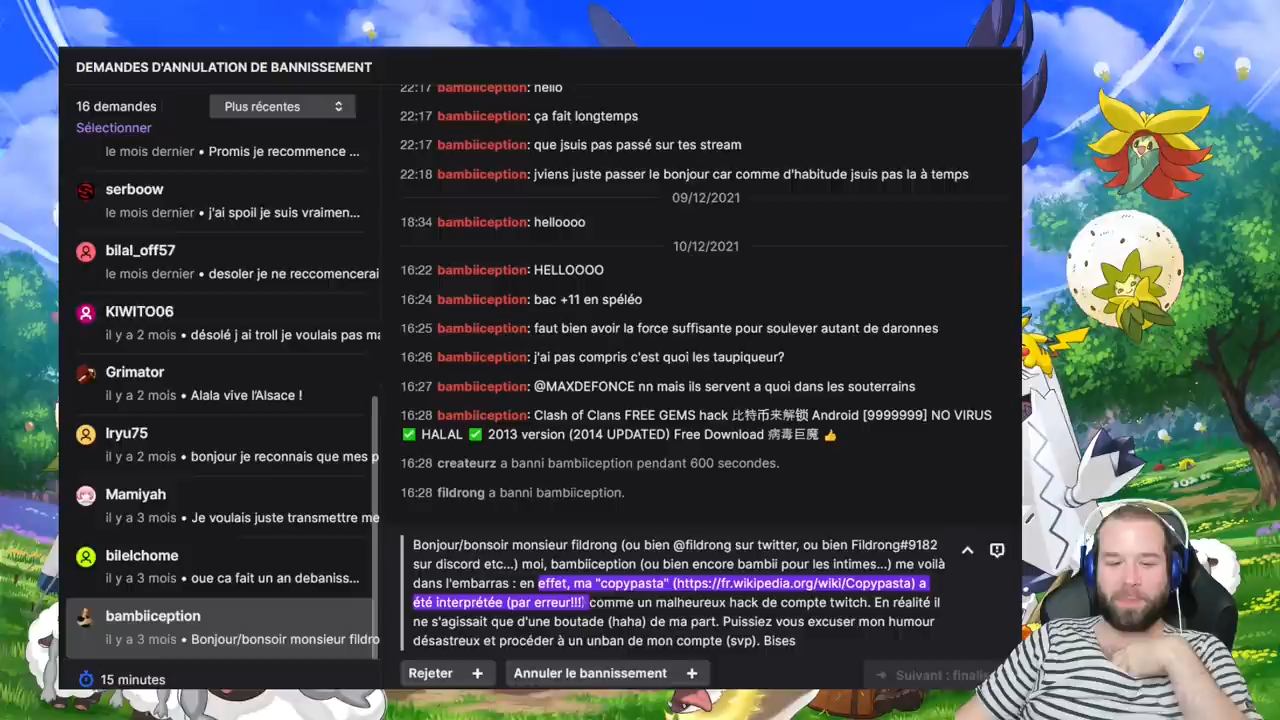 DEMANDES D'ANNULATION DE BANNISSEMENT
16 demandes
Plus récentes
Sélectionner
le mois dernier • Promis je recommence ...
serboow
le mois dernier • j'ai spoil je suis vraimen...
bilal_off57
le mois dernier • desoler je ne reccomencerai
KIWITO06
il y a 2 mois • désolé j ai troll je voulais pas ma
Grimator
il y a 2 mois • Alala vive l'Alsace !
Iryu75
il y a 2 mois • bonjour je reconnais que mes p
Mamiyah
il y a 3 mois • Je voulais juste transmettre me
bilelchome
il y a 3 mois • oue ca fait un an debaniss...
bambiiception
il y a 3 mois • Bonjour/bonsoir monsieur fildro
15 minutes
22:17 bambiiception: hello
22:17 bambiiception: ça fait longtemps
22:17 bambiiception: que jsuis pas passé sur tes stream
22:18 bambiiception: jviens juste passer le bonjour car comme d'habitude jsuis pas la à temps
09/12/2021
18:34 bambiiception: helloooo
10/12/2021
16:22 bambiiception: HELLOOOO
16:24 bambiiception: bac +11 en spéléo
16:25 bambiiception: faut bien avoir la force suffisante pour soulever autant de daronnes
16:26 bambiiception: j'ai pas compris c'est quoi les taupiqueur?
16:27 bambiiception: @MAXDEFONCE nn mais ils servent a quoi dans les souterrains
16:28 bambiiception: Clash of Clans FREE GEMS hack 比特币来解锁 Android [9999999] NO VIRUS
✅ HALAL ✅ 2013 version (2014 UPDATED) Free Download 病毒巨魔 👍
16:28 createurz a banni bambiiception pendant 600 secondes.
16:28 fildrong a banni bambiiception.
Bonjour/bonsoir monsieur fildrong (ou bien @fildrong sur twitter, ou bien Fildrong#9182
sur discord etc...) moi, bambiiception (ou bien encore bambii pour les intimes...) me voilà
dans l'embarras : en effet, ma "copypasta" (https://fr.wikipedia.org/wiki/Copypasta) a
été interprétée (par erreur!!!) comme un malheureux hack de compte twitch. En réalité il
ne s'agissait que d'une boutade (haha) de ma part. Puissiez vous excuser mon humour
désastreux et procéder à un unban de mon compte (svp). Bises
Rejeter +
Annuler le bannissement +
→ Suivant : finalis